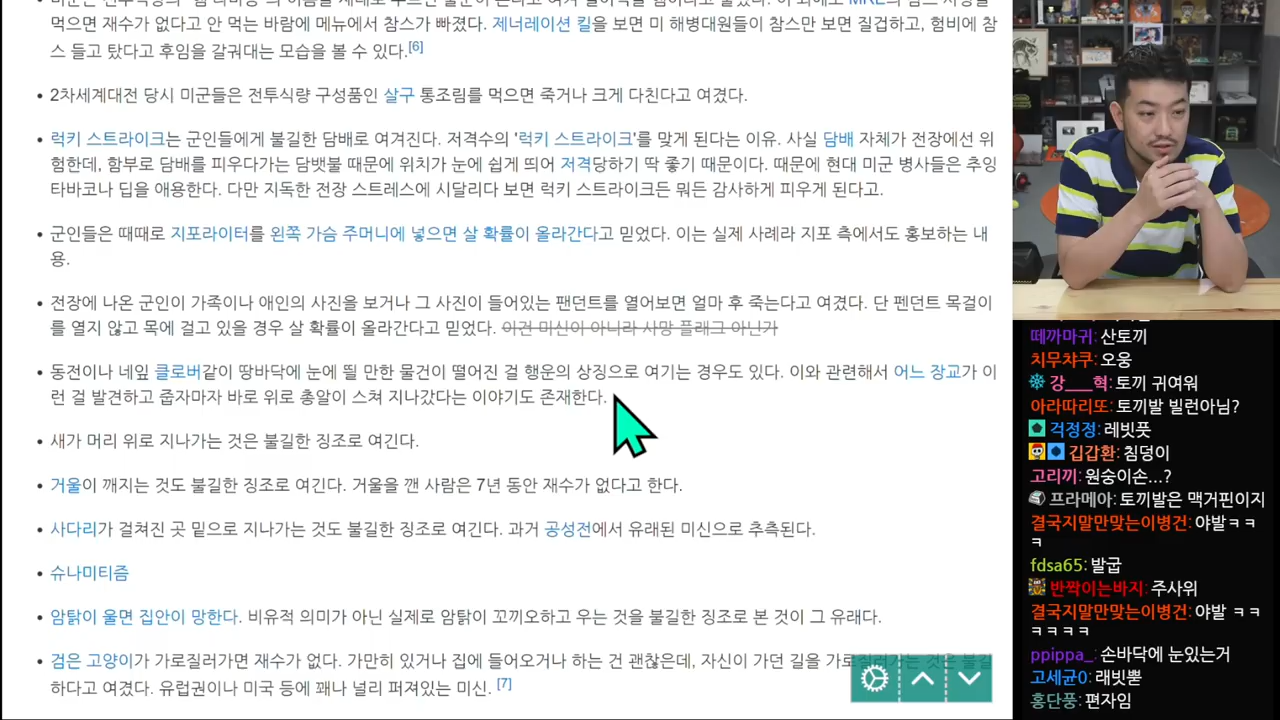 먹으면 재수가 없다고 안 먹는 바람에 메뉴에서 참스가 빠졌다. 제너레이션 킬을 보면 미 해병대원들이 참스만 보면 질겁하고, 험비에 참
스 들고 탔다고 후임을 갈궈대는 모습을 볼 수 있다.[6]
• 2차세계대전 당시 미군들은 전투식량 구성품인 살구 통조림를 먹으면 죽거나 크게 다친다고 여겼다.
• 럭키 스트라이크는 군인들에게 불길한 담배로 여겨진다. 저격수의 '럭키 스트라이크'를 맞게 된다는 이유. 사실 담배 자체가 전장에선 위
험한데, 함부로 담배를 피우다가는 담뱃불 때문에 위치가 눈에 쉽게 띄어 저격당하기 딱 좋기 때문이다. 때문에 현대 미군 병사들은 추잉
타바코나 딥을 애용한다. 다만 지독한 전장 스트레스에 시달리다 보면 럭키 스트라이크든 뭐든 감사하게 피우게 된다고.
• 군인들은 때때로 지포라이터를 왼쪽 가슴 주머니에 넣으면 살 확률이 올라간다고 믿었다. 이는 실제 사례라 지포 측에서도 홍보하는 내
용.
• 전장에 나온 군인이 가족이나 애인의 사진을 보거나 그 사진이 들어있는 팬던트를 열어보면 얼마 후 죽는다고 여겼다. 단 펜던트 목걸이
를 열지 않고 목에 걸고 있을 경우 살 확률이 올라간다고 믿었다. 이건 미신이 아니라 사망 플래그 아닌가
• 동전이나 네잎 클로버같이 땅바닥에 눈에 띌 만한 물건이 떨어진 걸 행운의 상징으로 여기는 경우도 있다. 이와 관련해서 어느 장교가 이
런 걸 발견하고 줍자마자 바로 위로 총알이 스쳐 지나갔다는 이야기도 존재한다.
• 새가 머리 위로 지나가는 것은 불길한 징조로 여긴다.
• 거울이 깨지는 것도 불길한 징조로 여긴다. 거울을 깬 사람은 7년 동안 재수가 없다고 한다.
• 사다리가 걸쳐진 곳 밑으로 지나가는 것도 불길한 징조로 여긴다. 과거 공성전에서 유래된 미신으로 추측된다.
• 슈나미티즘
• 암탉이 울면 집안이 망한다. 비유적 의미가 아닌 실제로 암탉이 꼬끼오하고 우는 것을 불길한 징조로 본 것이 그 유래다.
• 검은 고양이가 가로질러가면 재수가 없다. 가만히 있거나 집에 들어오거나 하는 건 괜찮은데, 자신이 가던 길을 가로질러가는 것은 불길
하다고 여겼다. 유럽권이나 미국 등에 꽤나 널리 퍼져있는 미신. [7]
떼까마귀: 산토끼
치무챠쿠: 오웅
강___혁: 토끼 귀여워
아라따리또: 토끼발 빌런아님?
걱정정: 레빗풋
김갑환: 침덩이
고리끼: 원숭이손...?
프라메아: 토끼발은 맥거핀이지
결국지말만맞는이병건: 야발ㅋㅋ
ㅋ
fdsa65: 발굽
반짝이는바지: 주사위
결국지말만맞는이병건: 야발 ㅋㅋ
ㅋㅋㅋㅋ
ppippa_: 손바닥에 눈있는거
고세균0: 래빗뿓
홍단풍: 편자임